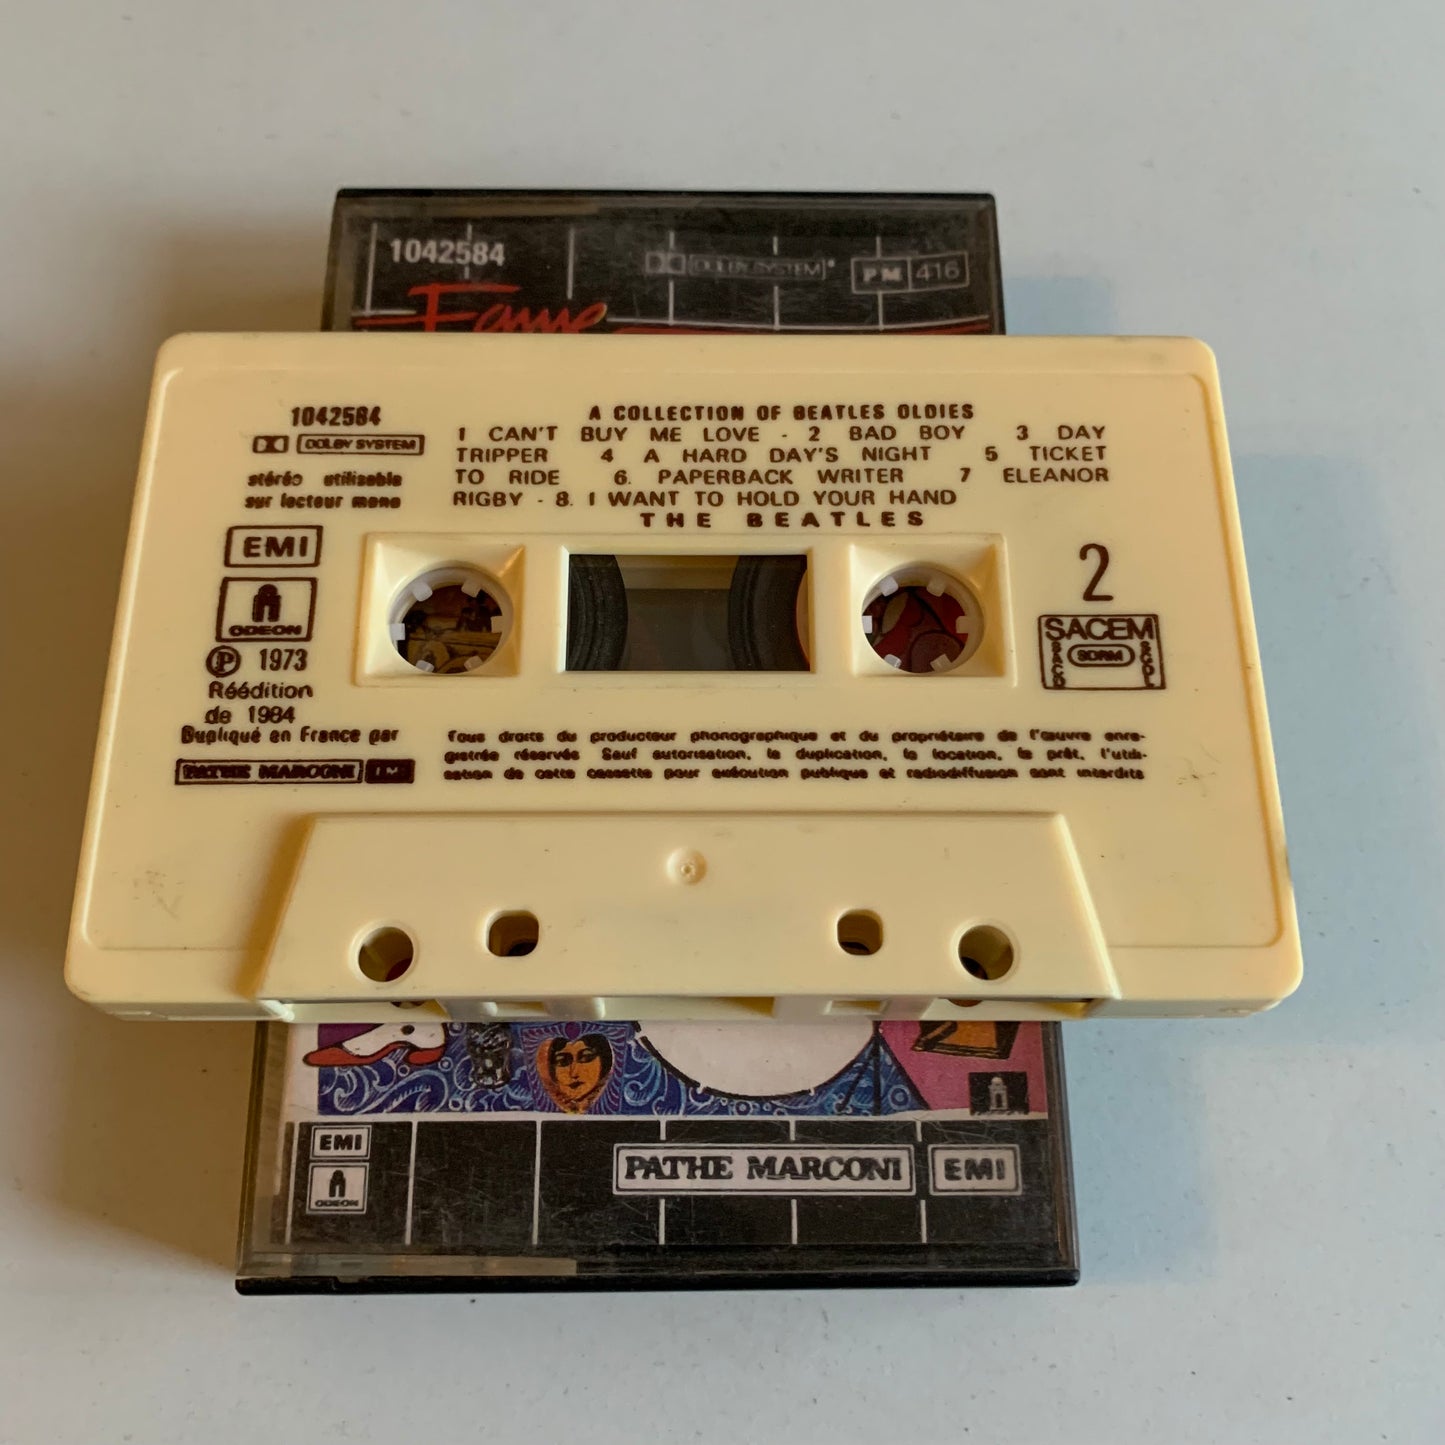 1042584
DOLBY SYSTEM
PM 416
Fame
1042584
DOLBY SYSTEM
stéréo utilisable
sur lecteur mono
A COLLECTION OF BEATLES OLDIES
1 CAN'T BUY ME LOVE - 2 BAD BOY 3 DAY
TRIPPER 4 A HARD DAY'S NIGHT 5 TICKET
TO RIDE 6. PAPERBACK WRITER 7 ELEANOR
RIGBY - 8. I WANT TO HOLD YOUR HAND
THE BEATLES
EMI
ODEON
℗ 1973
Réédition
de 1984
Dupliqué en France par
PATHE MARCONI EMI
2
SACEM
SACD SDRM SCDL
Tous droits du producteur phonographique et du propriétaire de l'œuvre enre-
gistrée réservés Sauf autorisation, la duplication, la location, le prêt, l'utili-
sation de cette cassette pour exécution publique et radiodiffusion sont interdits
EMI
ODEON
PATHE MARCONI EMI